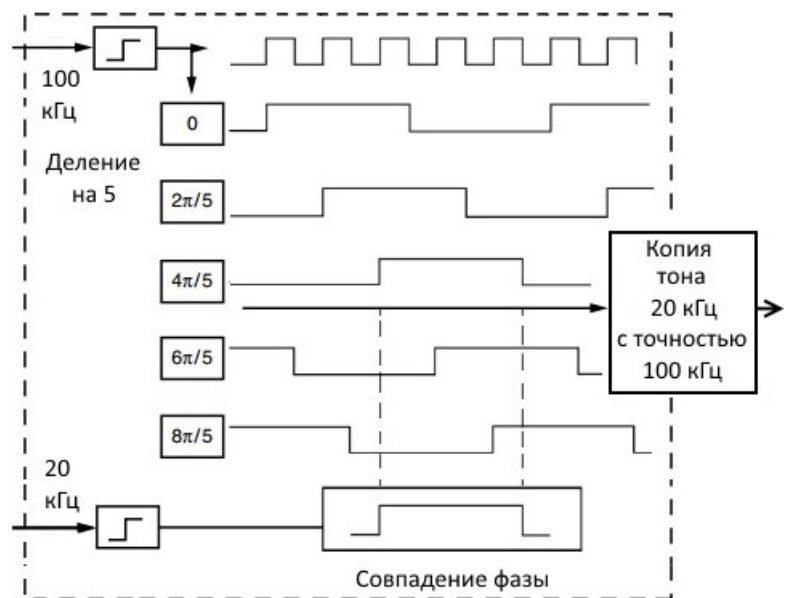 100
кГц
0
Деление
на 5
2π/5
4π/5
Копия
тона
20 кГц
с точностью
100 кГц
6π/5
8π/5
20
кГц
Совпадение фазы